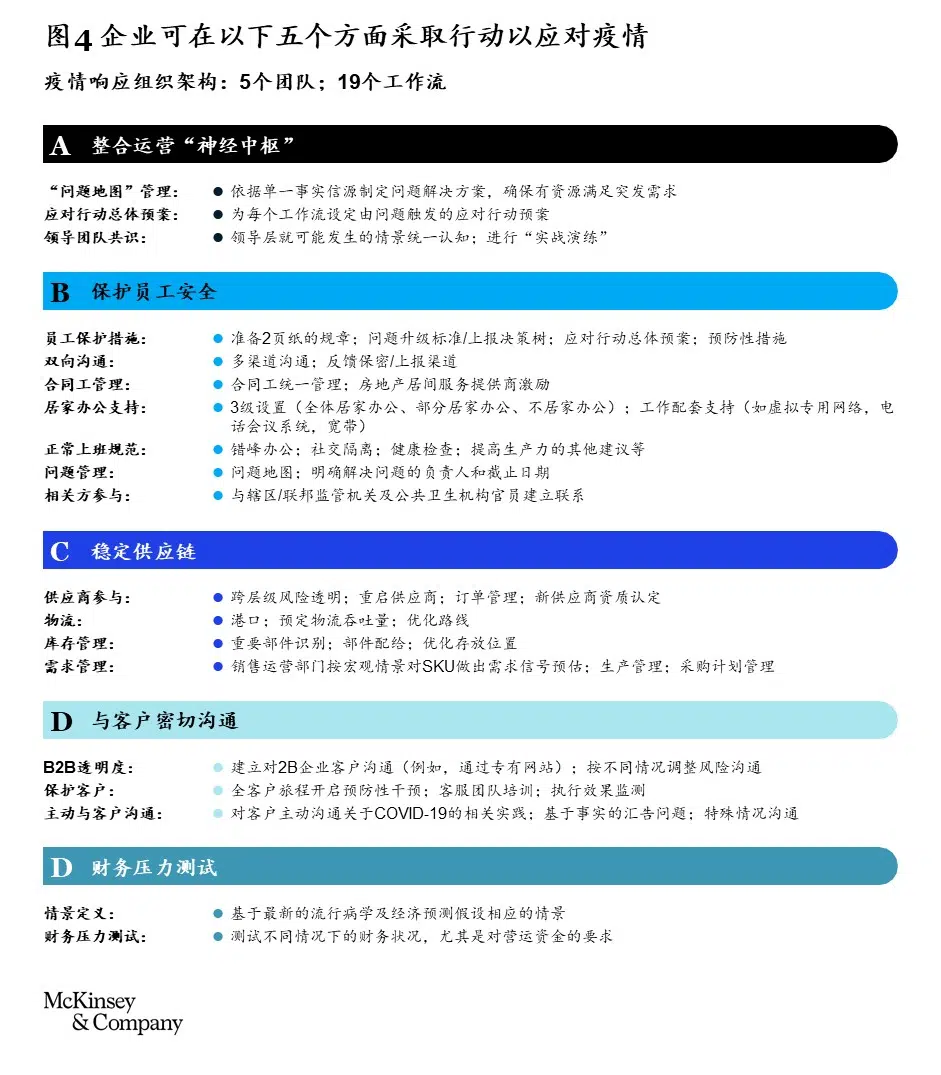 图4 企业可在以下五个方面采取行动以应对疫情
疫情响应组织架构：5个团队；19个工作流
A 整合运营“神经中枢”
“问题地图”管理： ● 依据单一事实信源制定问题解决方案，确保有资源满足突发需求
应对行动总体预案： ● 为每个工作流设定由问题触发的应对行动预案
领导团队共识： ● 领导层就可能发生的情景统一认知；进行“实战演练”
B 保护员工安全
员工保护措施： ● 准备2页纸的规章；问题升级标准/上报决策树；应对行动总体预案；预防性措施
双向沟通： ● 多渠道沟通；反馈保密/上报渠道
合同工管理： ● 合同工统一管理；房地产居间服务提供商激励
居家办公支持： ● 3级设置（全体居家办公、部分居家办公、不居家办公）；工作配套支持（如虚拟专用网络，电
话会议系统，宽带）
正常上班规范： ● 错峰办公；社交隔离；健康检查；提高生产力的其他建议等
问题管理： ● 问题地图；明确解决问题的负责人和截止日期
相关方参与： ● 与辖区/联邦监管机关及公共卫生机构官员建立联系
C 稳定供应链
供应商参与： ● 跨层级风险透明；重启供应商；订单管理；新供应商资质认定
物流： ● 港口；预定物流吞吐量；优化路线
库存管理： ● 重要部件识别；部件配给；优化存放位置
需求管理： ● 销售运营部门按宏观情景对SKU做出需求信号预估；生产管理；采购计划管理
D 与客户密切沟通
B2B透明度： ● 建立对2B企业客户沟通（例如，通过专有网站）；按不同情况调整风险沟通
保护客户： ● 全客户旅程开启预防性干预；客服团队培训；执行效果监测
主动与客户沟通： ● 对客户主动沟通关于COVID-19的相关实践；基于事实的汇告问题；特殊情况沟通
D 财务压力测试
情景定义： ● 基于最新的流行病学及经济预测假设相应的情景
财务压力测试： ● 测试不同情况下的财务状况，尤其是对营运资金的要求
McKinsey
& Company